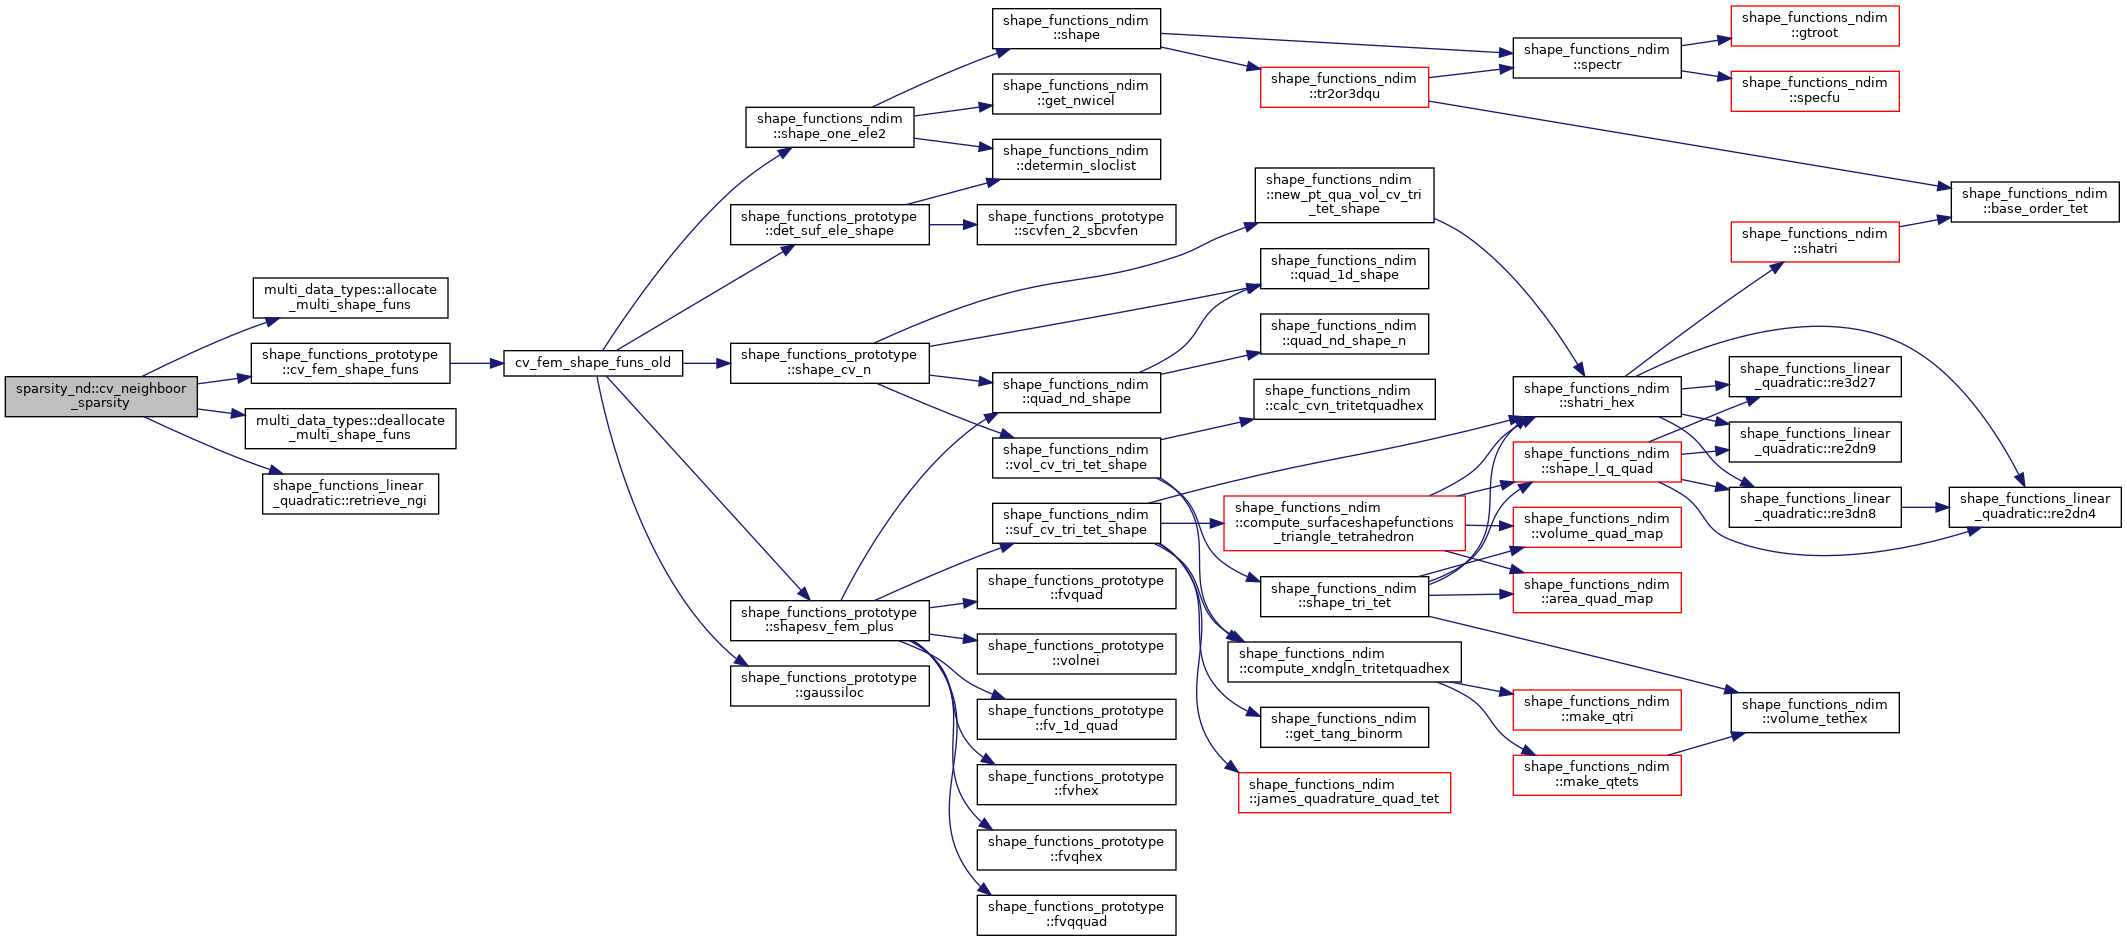 sparsity_nd::cv_neighboor
_sparsity
multi_data_types::allocate
_multi_shape_funs
shape_functions_prototype
::cv_fem_shape_funs
multi_data_types::deallocate
_multi_shape_funs
shape_functions_linear
_quadratic::retrieve_ngi
cv_fem_shape_funs_old
shape_functions_ndim
::shape_one_ele2
shape_functions_prototype
::det_suf_ele_shape
shape_functions_prototype
::shape_cv_n
shape_functions_prototype
::shapesv_fem_plus
shape_functions_prototype
::gaussiloc
shape_functions_ndim
::shape
shape_functions_ndim
::get_nwicel
shape_functions_ndim
::determin_sloclist
shape_functions_prototype
::scvfen_2_sbcvfen
shape_functions_ndim
::quad_nd_shape
shape_functions_ndim
::vol_cv_tri_tet_shape
shape_functions_ndim
::suf_cv_tri_tet_shape
shape_functions_prototype
::fvquad
shape_functions_prototype
::volnei
shape_functions_prototype
::fv_1d_quad
shape_functions_prototype
::fvhex
shape_functions_prototype
::fvqhex
shape_functions_prototype
::fvqquad
shape_functions_ndim
::tr2or3dqu
shape_functions_ndim
::new_pt_qua_vol_cv_tri
_tet_shape
shape_functions_ndim
::quad_1d_shape
shape_functions_ndim
::quad_nd_shape_n
shape_functions_ndim
::calc_cvn_tritetquadhex
shape_functions_ndim
::compute_surfaceshapefunctions
_triangle_tetrahedron
shape_functions_ndim
::shape_tri_tet
shape_functions_ndim
::compute_xndgln_tritetquadhex
shape_functions_ndim
::get_tang_binorm
shape_functions_ndim
::james_quadrature_quad_tet
shape_functions_ndim
::spectr
shape_functions_ndim
::shatri_hex
shape_functions_ndim
::shape_l_q_quad
shape_functions_ndim
::volume_quad_map
shape_functions_ndim
::area_quad_map
shape_functions_ndim
::make_qtri
shape_functions_ndim
::make_qtets
shape_functions_ndim
::gtroot
shape_functions_ndim
::specfu
shape_functions_ndim
::shatri
shape_functions_linear
_quadratic::re3d27
shape_functions_linear
_quadratic::re2dn9
shape_functions_linear
_quadratic::re3dn8
shape_functions_ndim
::volume_tethex
shape_functions_ndim
::base_order_tet
shape_functions_linear
_quadratic::re2dn4